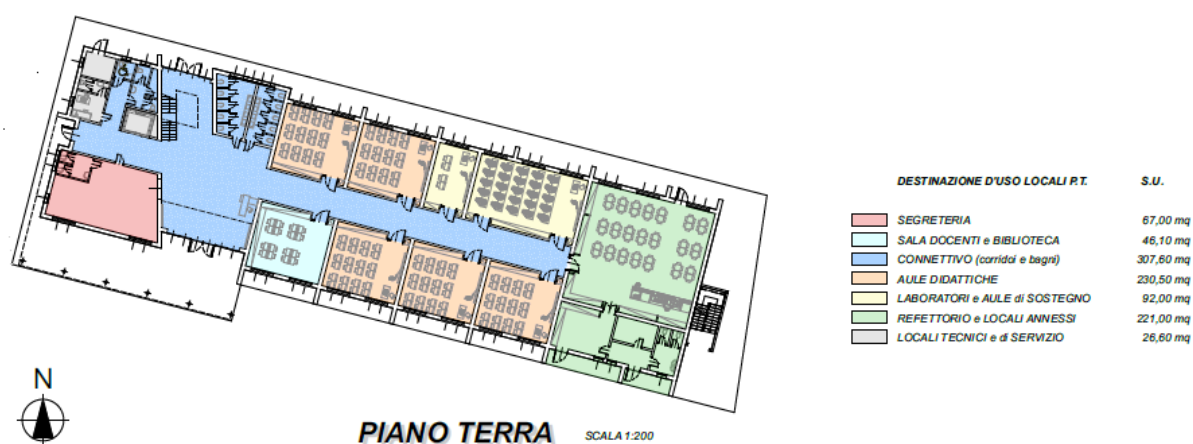 DESTINAZIONE D'USO LOCALI P.T. S.U.
SEGRETERIA 67,00 mq
SALA DOCENTI e BIBLIOTECA 46,10 mq
CONNETTIVO (corridoi e bagni) 307,60 mq
AULE DIDATTICHE 230,50 mq
LABORATORI e AULE di SOSTEGNO 92,00 mq
REFETTORIO e LOCALI ANNESSI 221,00 mq
LOCALI TECNICI e di SERVIZIO 26,60 mq
N
PIANO TERRA SCALA 1:200